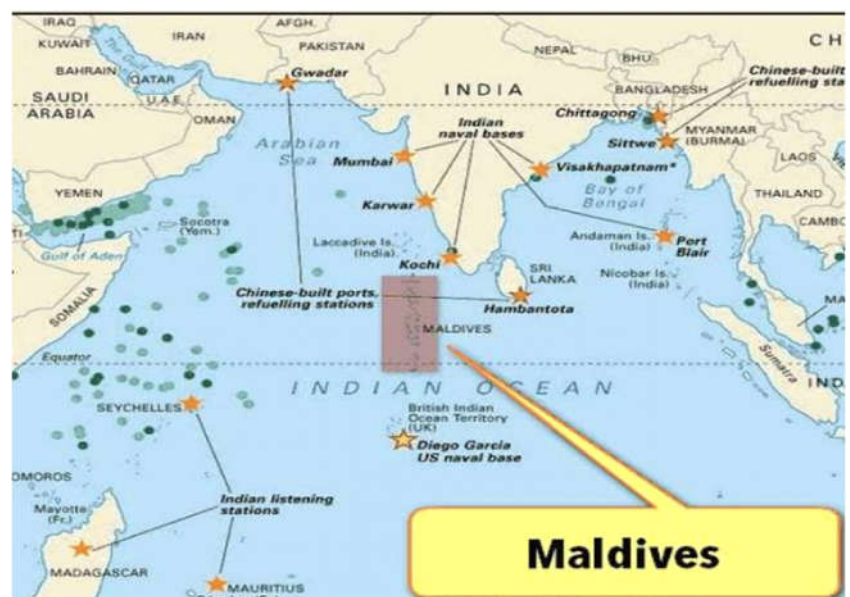 IRAQ
AFGH.
CH
KUWAIT
IRAN
PAKISTAN
NEPAL
BHU.
The Gulf
BAHRAIN
QATAR
Gwadar
BANGLADESH
Chinese-built
refuelling sta
SAUDI
ARABIA
U.A.E.
INDIA
Chittagong
OMAN
Indian
naval bases
MYANMAR
(BURMA)
Sittwe
Arabian
Sea
Mumbai
LAOS
Visakhapatnam*
YEMEN
Bay of
Bengal
THAILAND
Karwar
Socotra
(Yem.)
CAMBO
TI
Gulf of Aden
Laccadive Is.
(India)
Andaman Is.
(India)
Port
Blair
Kochi
SRI
LANKA
Nicobar Is.
(India)
SOMALIA
Chinese-built ports,
refuelling stations
Hambantota
MA
MALDIVES
Equator
Sumatra
INDIAN OCEAN
IND
SEYCHELLES
British Indian
Ocean Territory
(UK)
Diego Garcia
US naval base
OMOROS
Indian listening
stations
Mayotte
(Fr.)
Maldives
MADAGASCAR
MAURITIUS